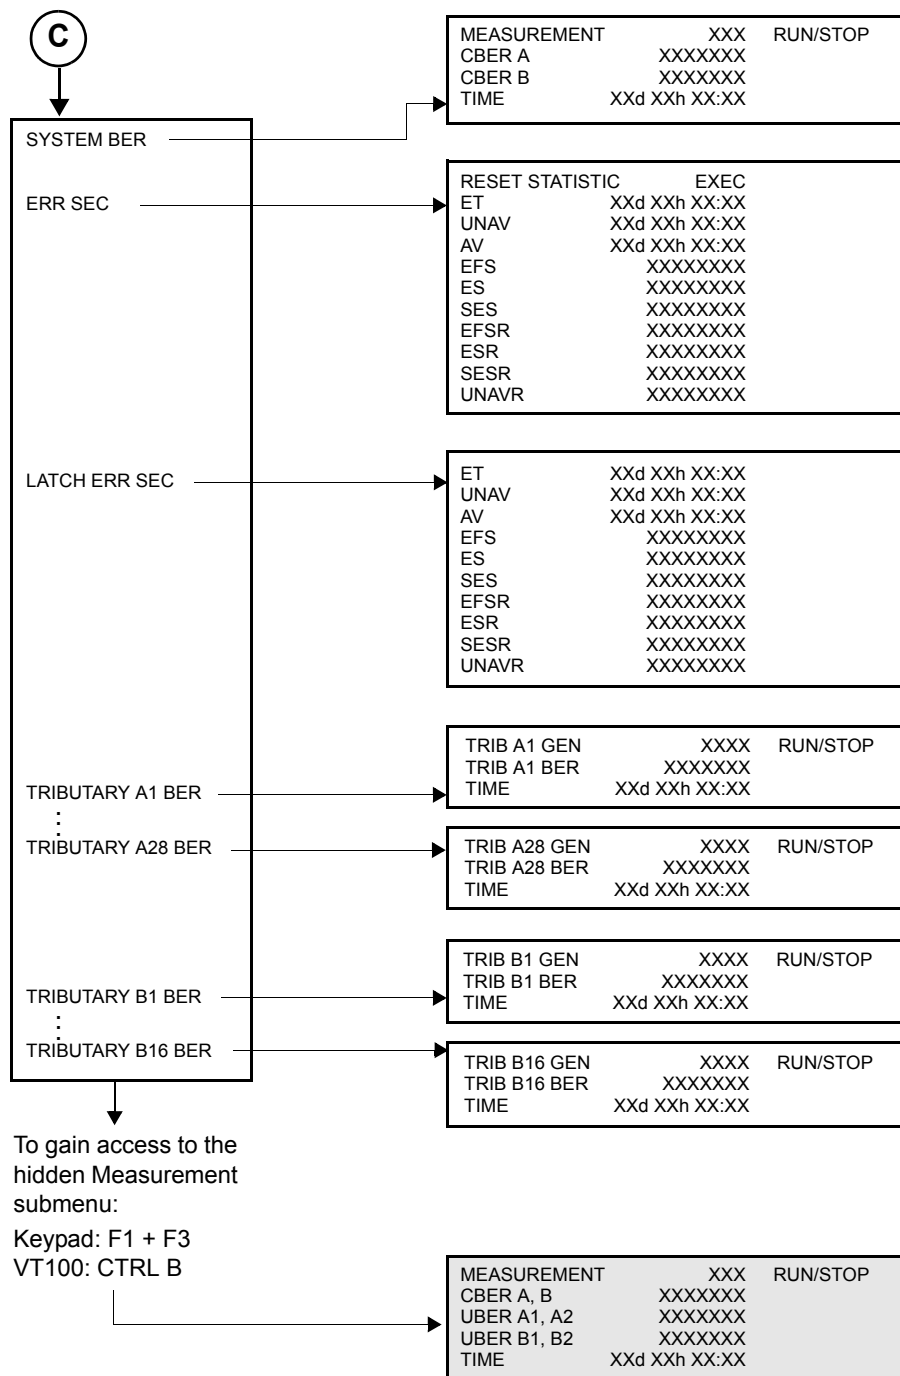 C
MEASUREMENT XXX RUN/STOP
CBER A XXXXXXX
CBER B XXXXXXX
TIME XXd XXh XX:XX
SYSTEM BER
RESET STATISTIC EXEC
ET XXd XXh XX:XX
UNAV XXd XXh XX:XX
AV XXd XXh XX:XX
EFS XXXXXXXX
ES XXXXXXXX
SES XXXXXXXX
EFSR XXXXXXXX
ESR XXXXXXXX
SESR XXXXXXXX
UNAVR XXXXXXXX
ERR SEC
LATCH ERR SEC
ET XXd XXh XX:XX
UNAV XXd XXh XX:XX
AV XXd XXh XX:XX
EFS XXXXXXXX
ES XXXXXXXX
SES XXXXXXXX
EFSR XXXXXXXX
ESR XXXXXXXX
SESR XXXXXXXX
UNAVR XXXXXXXX
TRIB A1 GEN XXXX RUN/STOP
TRIB A1 BER XXXXXXX
TIME XXd XXh XX:XX
TRIBUTARY A1 BER
TRIBUTARY A28 BER
TRIB A28 GEN XXXX RUN/STOP
TRIB A28 BER XXXXXXX
TIME XXd XXh XX:XX
TRIB B1 GEN XXXX RUN/STOP
TRIB B1 BER XXXXXXX
TIME XXd XXh XX:XX
TRIBUTARY B1 BER
TRIBUTARY B16 BER
TRIB B16 GEN XXXX RUN/STOP
TRIB B16 BER XXXXXXX
TIME XXd XXh XX:XX
To gain access to the
hidden Measurement
submenu:
Keypad: F1 + F3
VT100: CTRL B
MEASUREMENT XXX RUN/STOP
CBER A, B XXXXXXX
UBER A1, A2 XXXXXXX
UBER B1, B2 XXXXXXX
TIME XXd XXh XX:XX